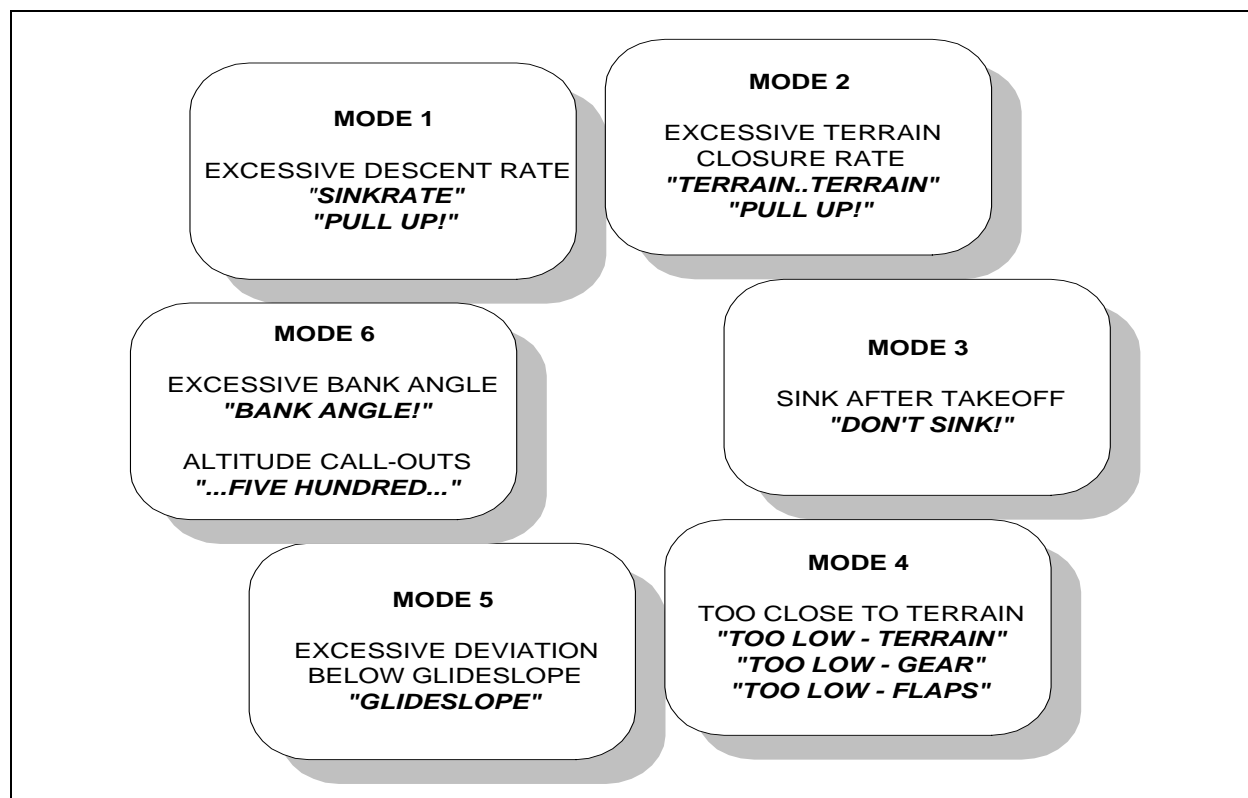 MODE 1
EXCESSIVE DESCENT RATE
"SINKRATE"
"PULL UP!"
MODE 2
EXCESSIVE TERRAIN
CLOSURE RATE
"TERRAIN..TERRAIN"
"PULL UP!"
MODE 3
SINK AFTER TAKEOFF
"DON'T SINK!"
MODE 4
TOO CLOSE TO TERRAIN
"TOO LOW - TERRAIN"
"TOO LOW - GEAR"
"TOO LOW - FLAPS"
MODE 5
EXCESSIVE DEVIATION
BELOW GLIDESLOPE
"GLIDESLOPE"
MODE 6
EXCESSIVE BANK ANGLE
"BANK ANGLE!"
ALTITUDE CALL-OUTS
"...FIVE HUNDRED..."